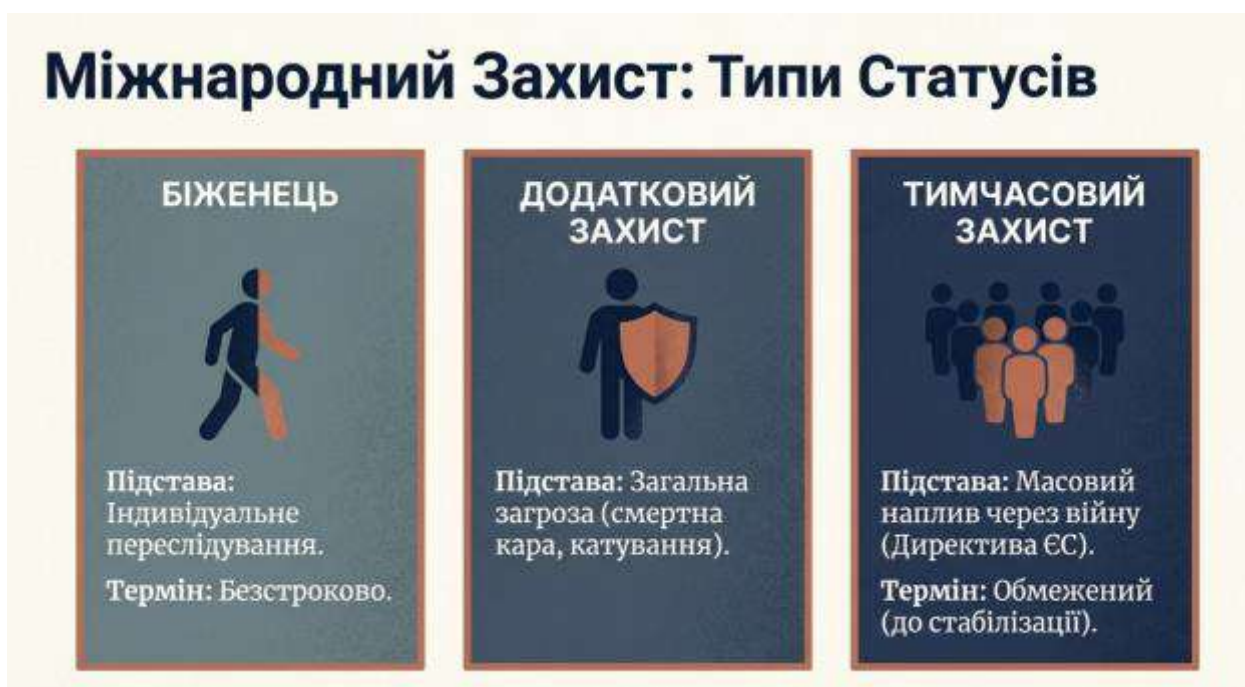 Міжнародний Захист: Типи Статусів
БІЖЕНЕЦЬ
Підстава:
Індивідуальне
переслідування.
Термін: Безстроково.
ДОДАТКОВИЙ
ЗАХИСТ
Підстава: Загальна
загроза (смертна
кара, катування).
ТИМЧАСОВИЙ
ЗАХИСТ
Підстава: Масовий
наплив через війну
(Директива ЄС).
Термін: Обмежений
(до стабілізації).